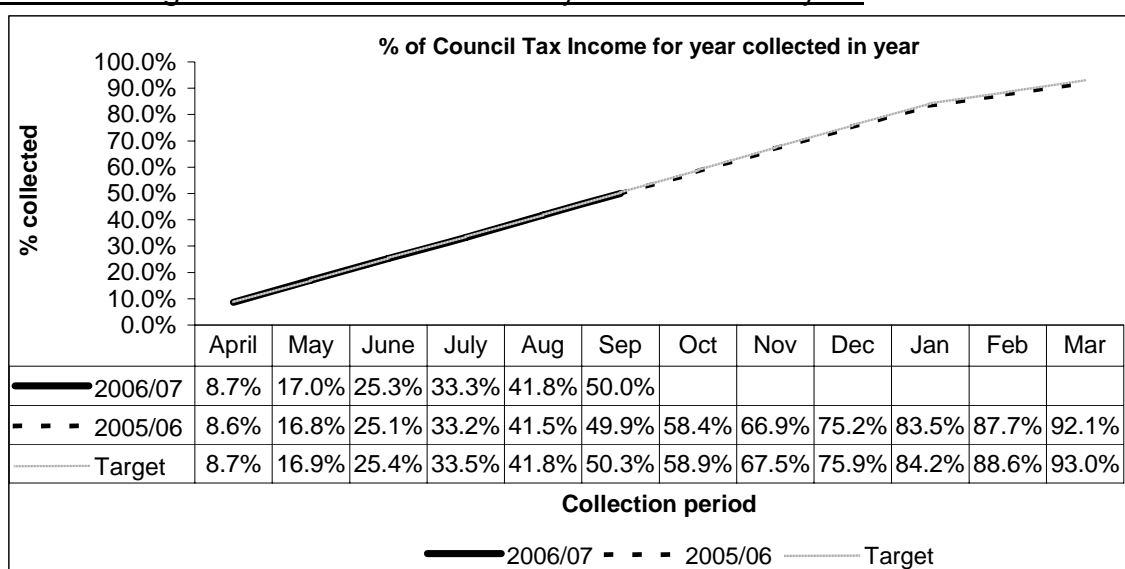 % of Council Tax Income for year collected in year
% collected
100.0%
90.0%
80.0%
70.0%
60.0%
50.0%
40.0%
30.0%
20.0%
10.0%
0.0%
April May June July Aug Sep Oct Nov Dec Jan Feb Mar
2006/07 8.7% 17.0% 25.3% 33.3% 41.8% 50.0%
2005/06 8.6% 16.8% 25.1% 33.2% 41.5% 49.9% 58.4% 66.9% 75.2% 83.5% 87.7% 92.1%
Target 8.7% 16.9% 25.4% 33.5% 41.8% 50.3% 58.9% 67.5% 75.9% 84.2% 88.6% 93.0%
Collection period
2006/07 2005/06 Target